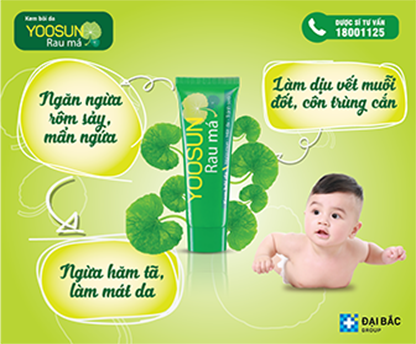 Kem bôi da
YOOSUN
Rau má
DƯỢC SĨ TƯ VẤN
18001125
Ngăn ngừa
rôm sảy,
mẩn ngứa
Làm dịu vết muỗi
đốt, côn trùng cắn
YOOSUN
Rau má
Ngừa hăm tã,
làm mát da
ĐẠI BẮC
GROUP